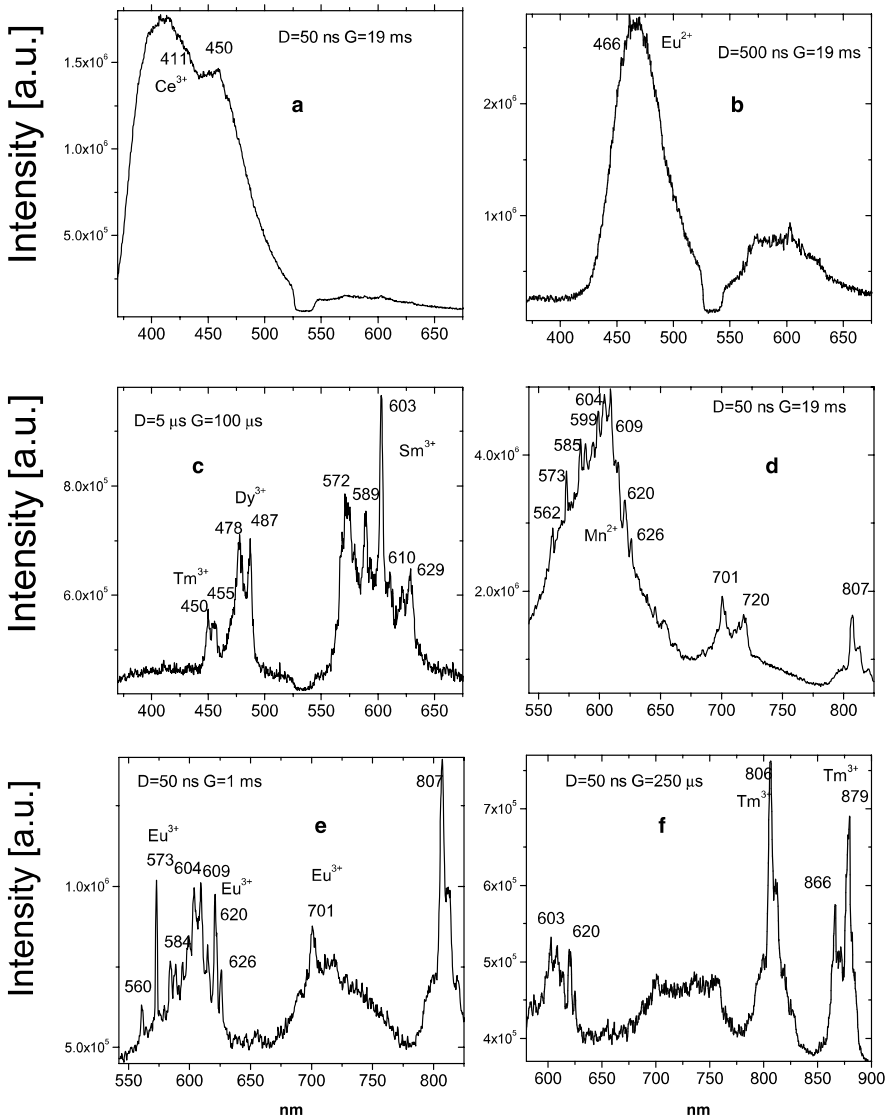 Intensity [a.u.]
1.5x10⁶
1.0x10⁶
5.0x10⁵
D=50 ns G=19 ms
411
450
Ce³⁺
a
400 450 500 550 600 650
2x10⁶
1x10⁶
466
Eu²⁺
D=500 ns G=19 ms
b
400 450 500 550 600 650
Intensity [a.u.]
8.0x10⁵
6.0x10⁵
D=5 µs G=100 µs
c
603
Sm³⁺
572
589
Dy³⁺
478
487
Tm³⁺
450
455
610
629
400 450 500 550 600 650
4.0x10⁶
2.0x10⁶
D=50 ns G=19 ms
d
604
599
609
585
573
620
562
Mn²⁺
626
701
720
807
550 600 650 700 750 800
Intensity [a.u.]
1.0x10⁶
5.0x10⁵
D=50 ns G=1 ms
807
e
Eu³⁺
573
604
609
Eu³⁺
Eu³⁺
620
701
584
626
560
550 600 650 700 750 800
nm
7x10⁵
6x10⁵
5x10⁵
4x10⁵
D=50 ns G=250 µs
806
Tm³⁺
Tm³⁺
879
f
866
603
620
600 650 700 750 800 850 900
nm